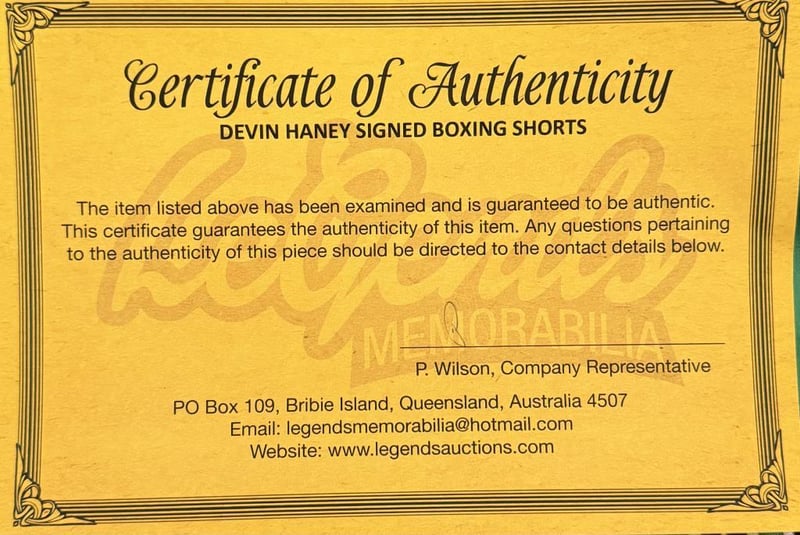 Certificate of Authenticity
DEVIN HANEY SIGNED BOXING SHORTS
The item listed above has been examined and is guaranteed to be authentic.
This certificate guarantees the authenticity of this item. Any questions pertaining
to the authenticity of this piece should be directed to the contact details below.
Legends
MEMORABILIA
P. Wilson, Company Representative
PO Box 109, Bribie Island, Queensland, Australia 4507
Email: legendsmemorabilia@hotmail.com
Website: www.legendsauctions.com